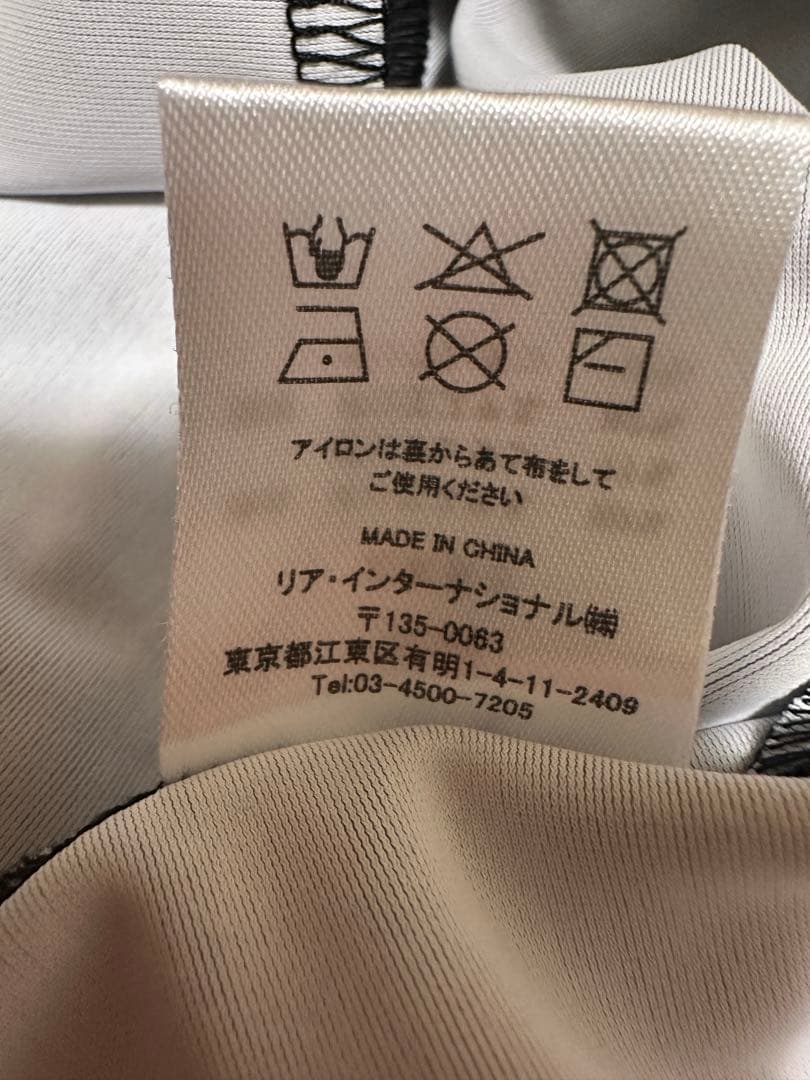 アイロンは裏からあて布をして
ご使用ください
MADE IN CHINA
リア・インターナショナル㈱
〒135-0063
東京都江東区有明1-4-11-2409
Tel:03-4500-7205